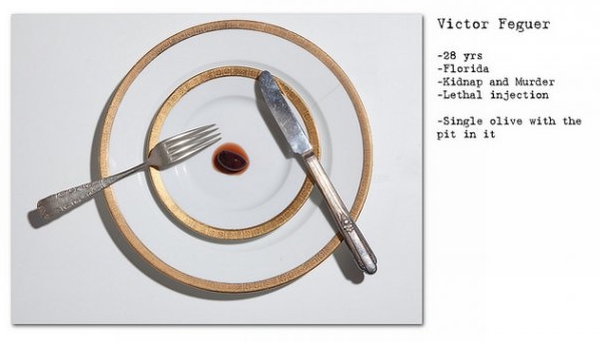 Victor Feguer
-28 yrs
-Florida
-Kidnap and Murder
-Lethal injection
-Single olive with the
pit in it